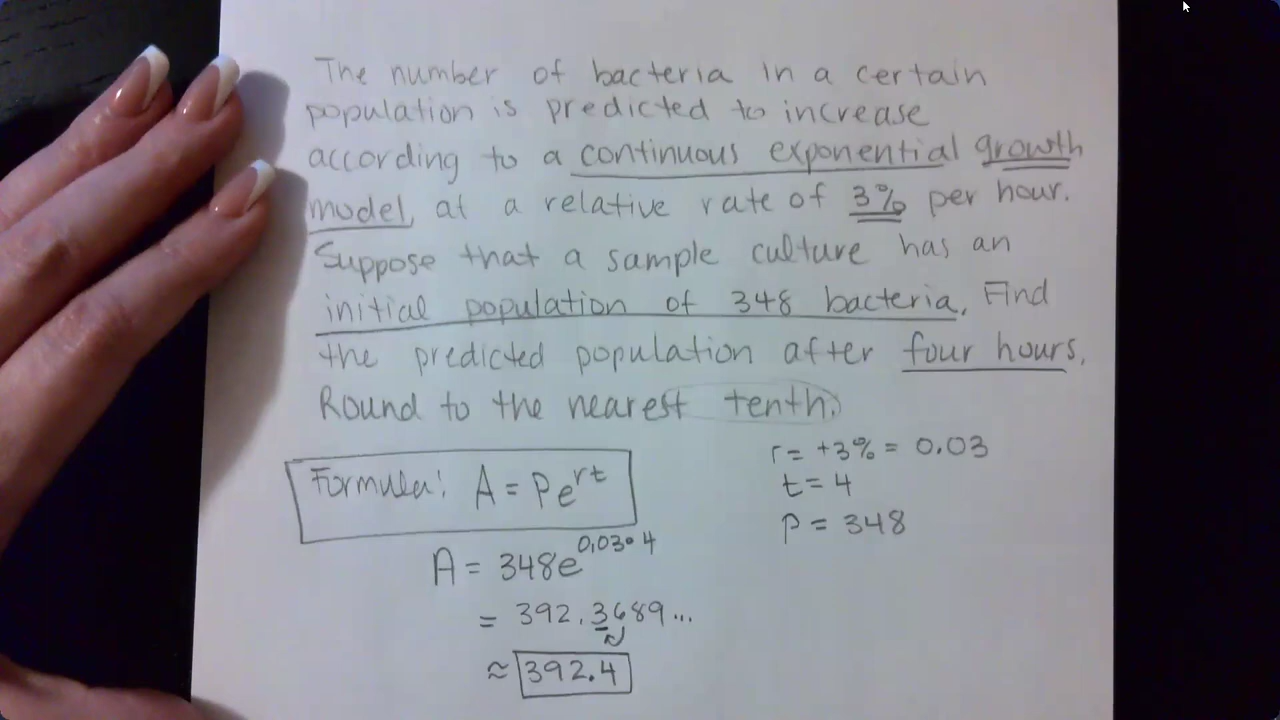 The number of bacteria in a certain
population is predicted to increase
according to a continuous exponential growth
model, at a relative rate of 3% per hour.
Suppose that a sample culture has an
initial population of 348 bacteria. Find
the predicted population after four hours.
Round to the nearest tenth.
r = +3% = 0.03
t = 4
P = 348
Formula: A = Pe^rt
A = 348e^0.03•4
= 392.3689...
≈ 392.4